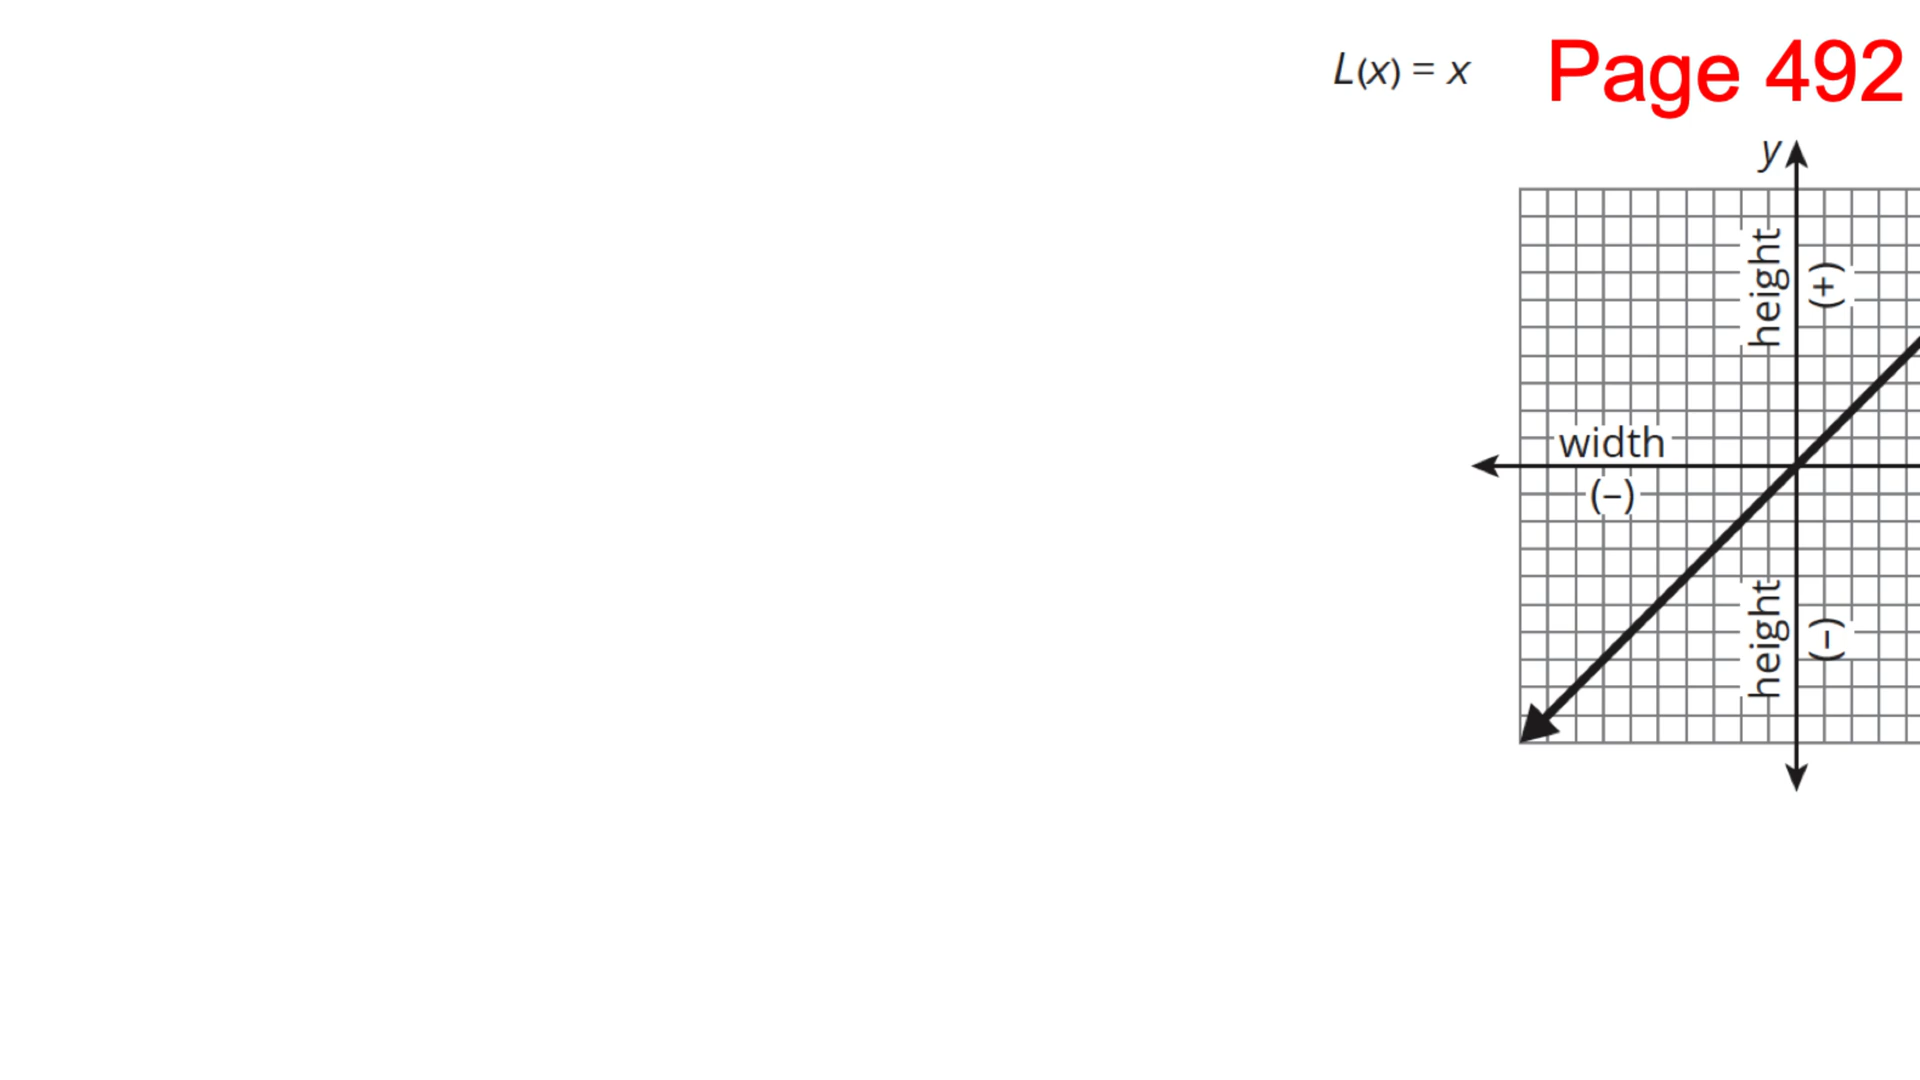 L(x) = x
Page 492
y
height
(+)
width
(–)
height
(–)